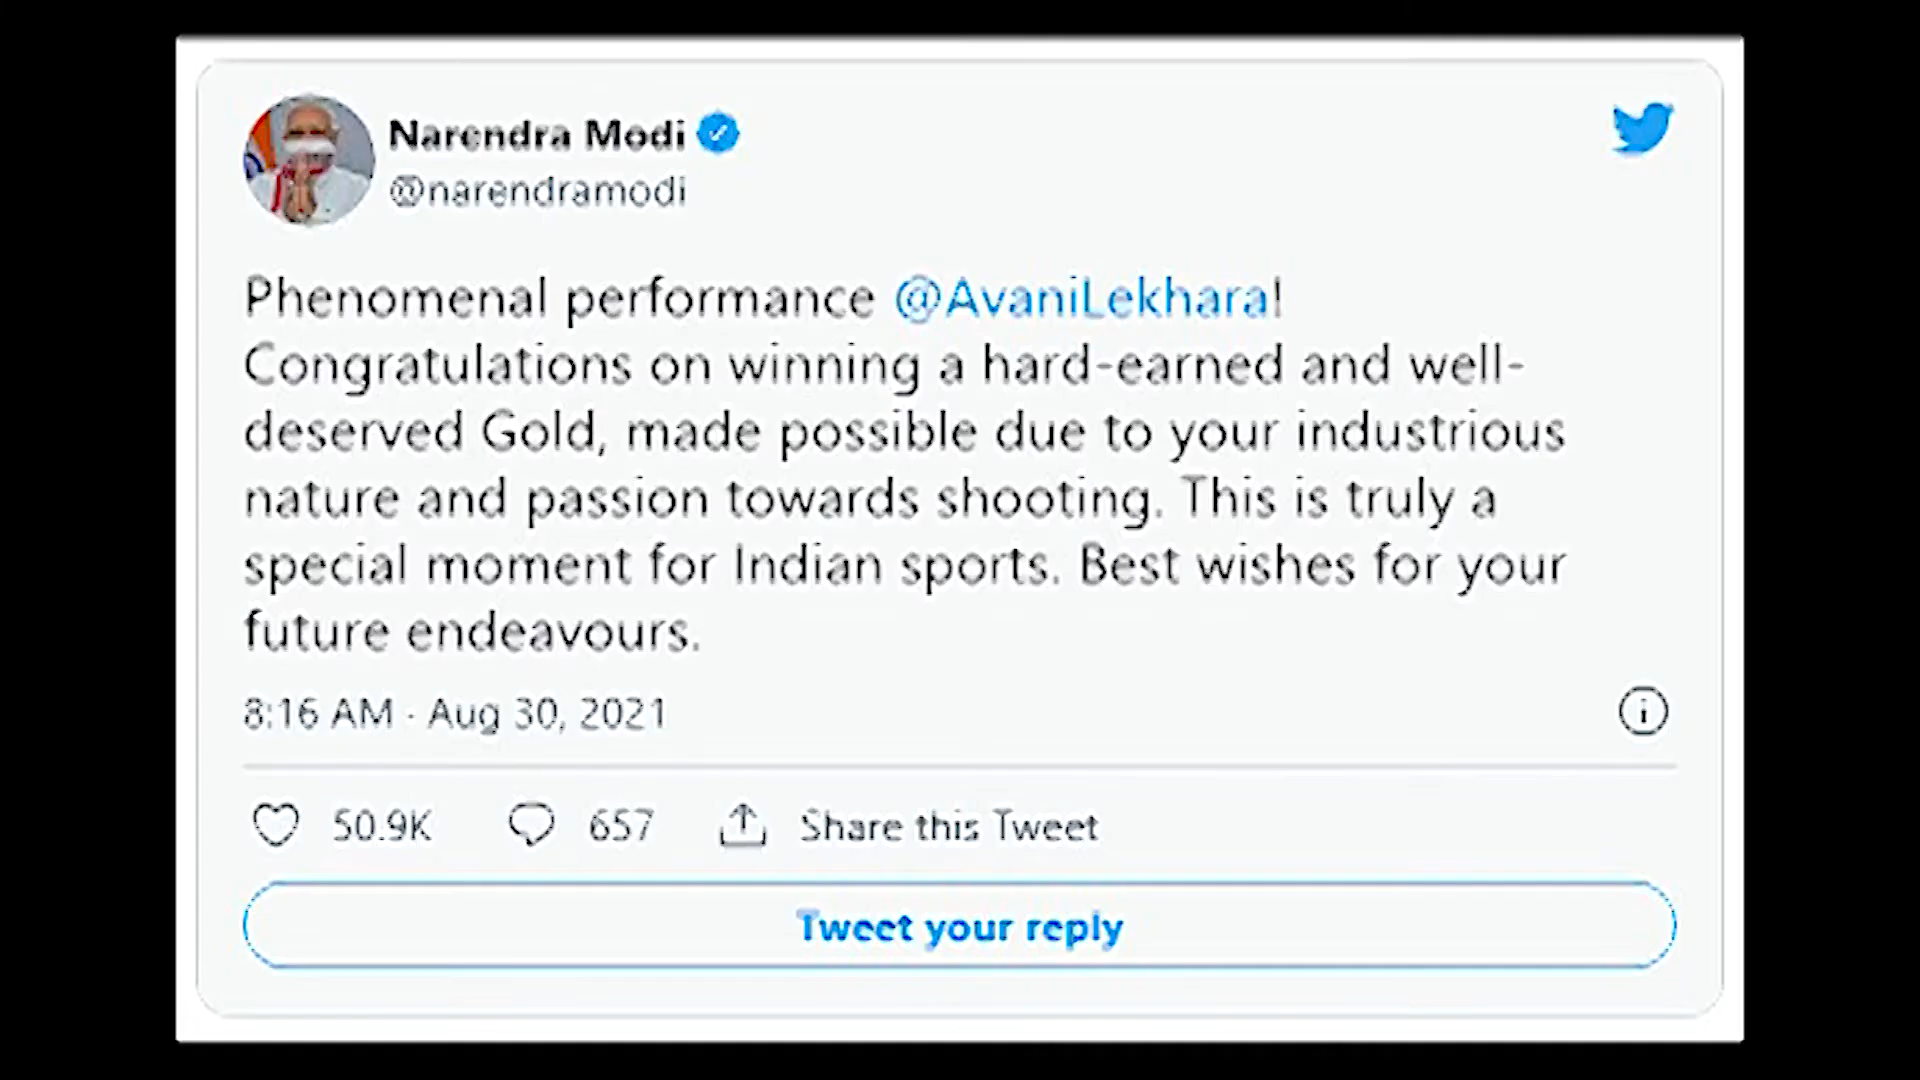 Narendra Modi
@narendramodi
Phenomenal performance @AvaniLekhara!
Congratulations on winning a hard-earned and well-
deserved Gold, made possible due to your industrious
nature and passion towards shooting. This is truly a
special moment for Indian sports. Best wishes for your
future endeavours.
8:16 AM · Aug 30, 2021
50.9K 657 Share this Tweet
Tweet your reply